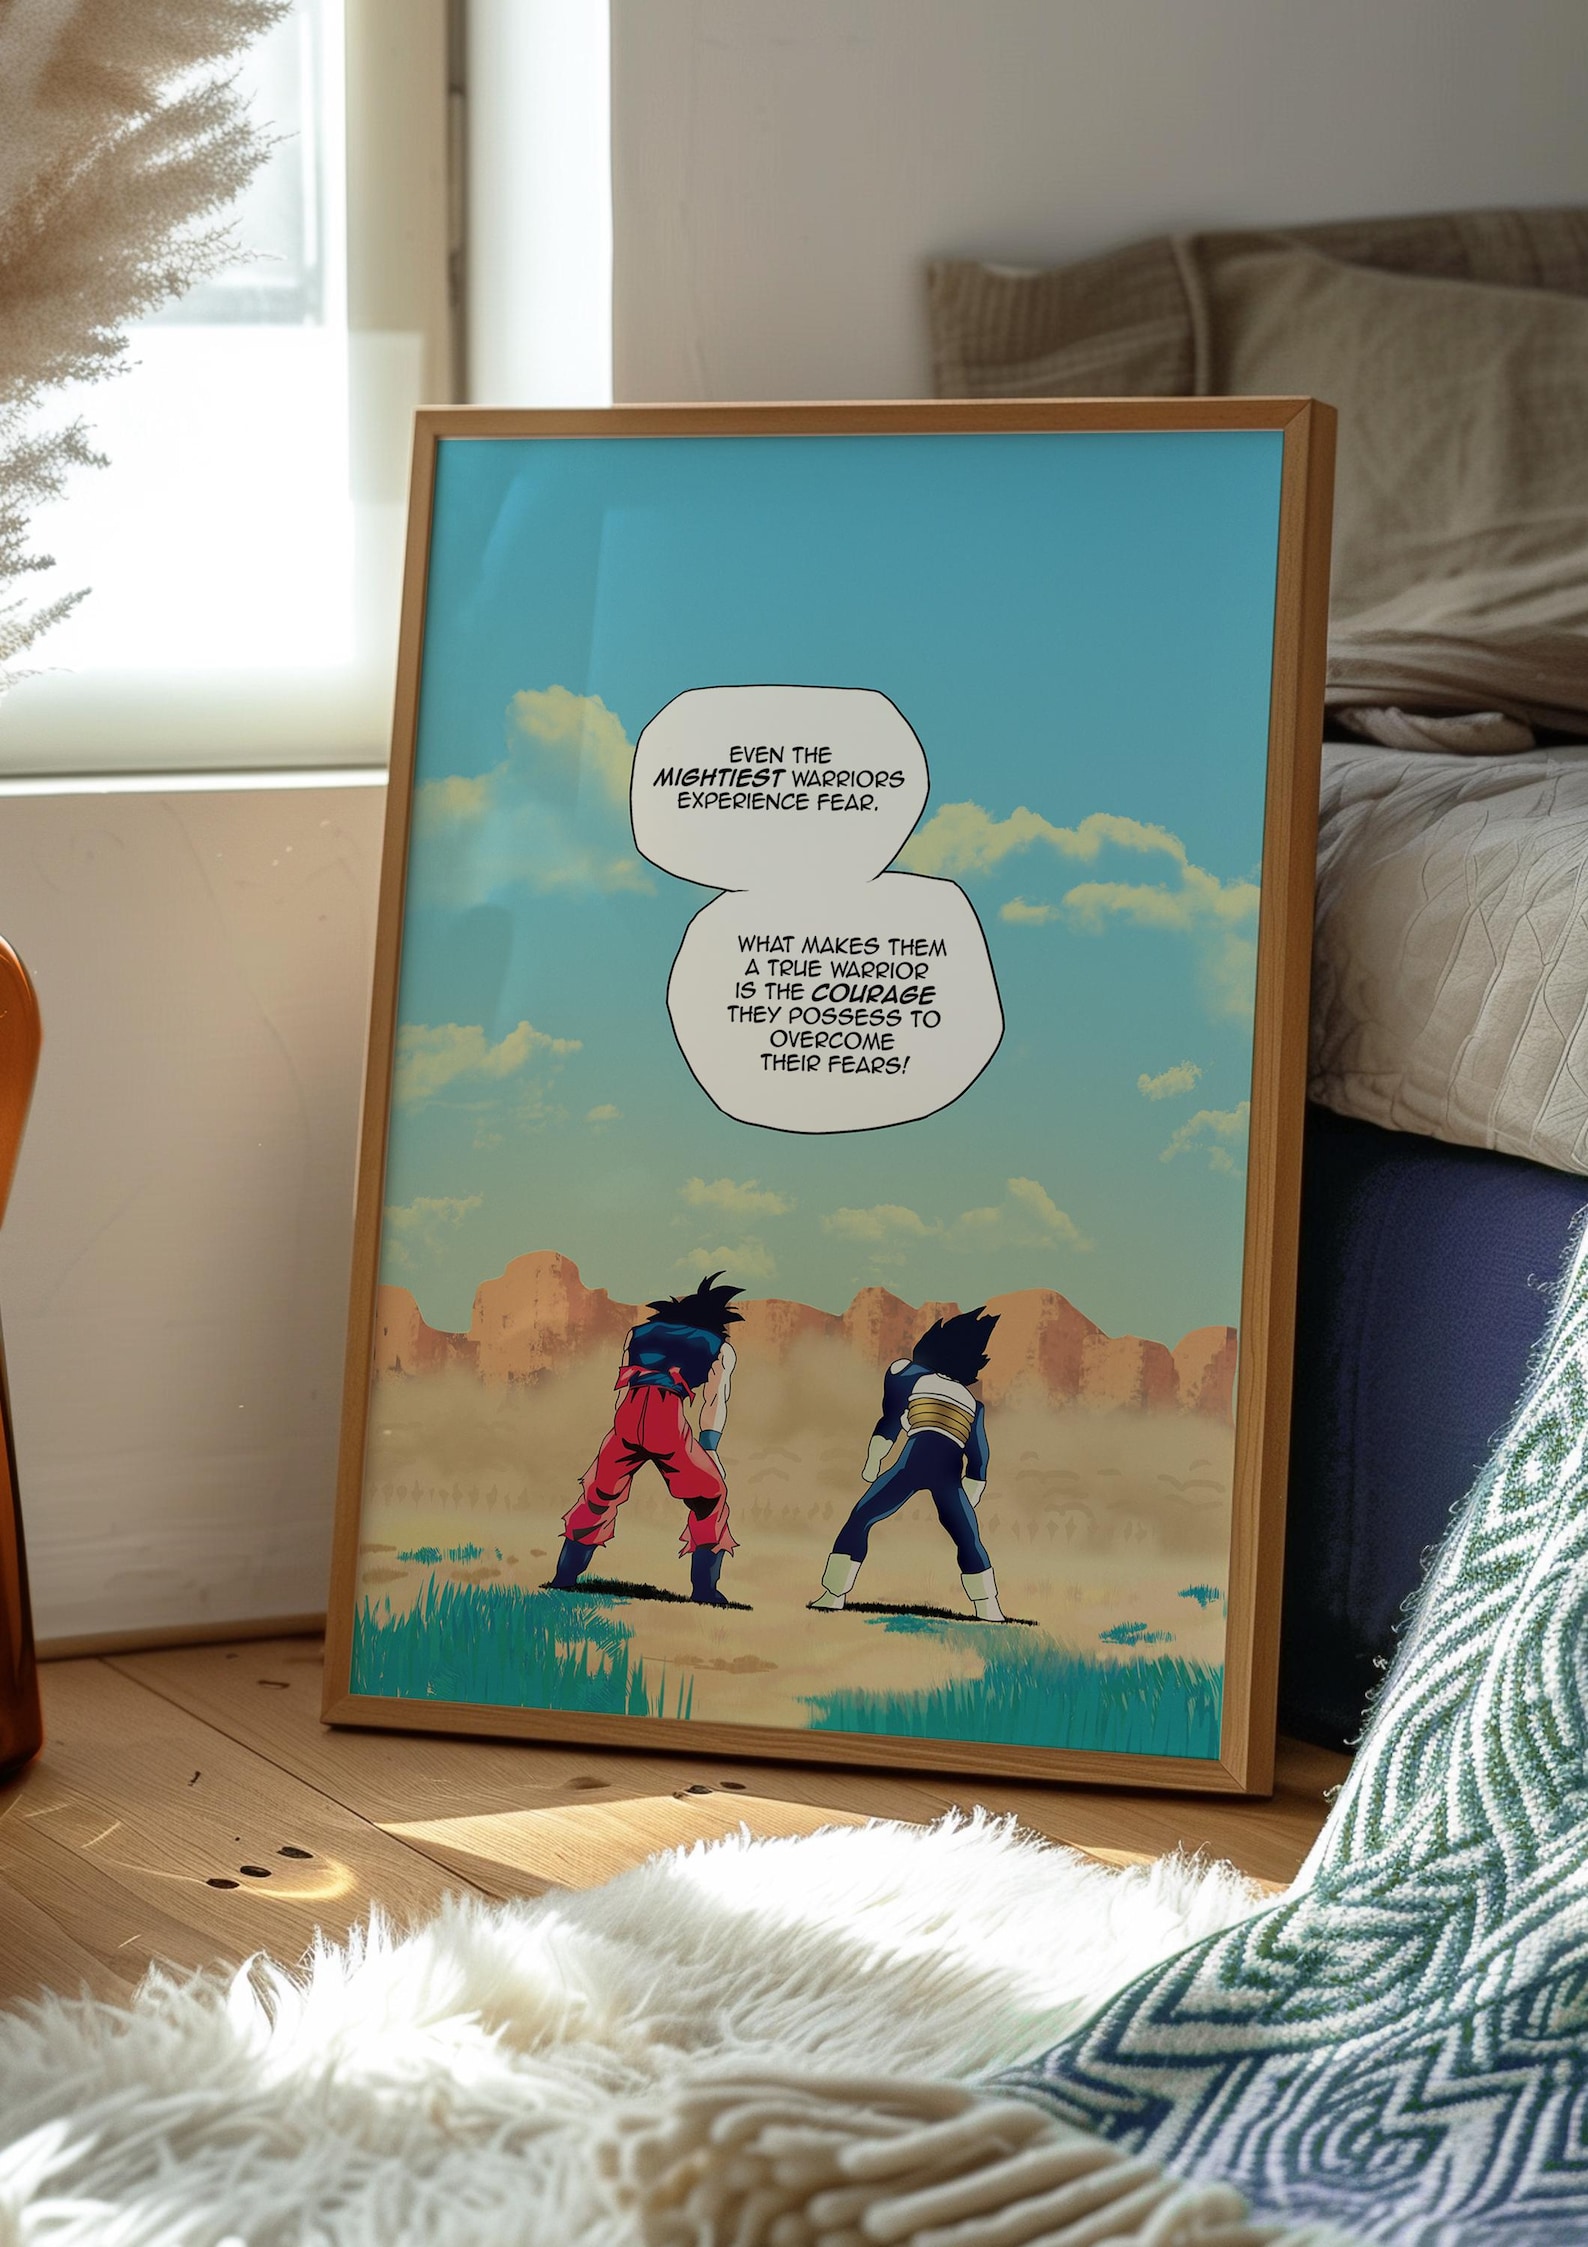 EVEN THE
MIGHTIEST WARRIORS
EXPERIENCE FEAR.
WHAT MAKES THEM
A TRUE WARRIOR
IS THE COURAGE
THEY POSSESS TO
OVERCOME
THEIR FEARS!